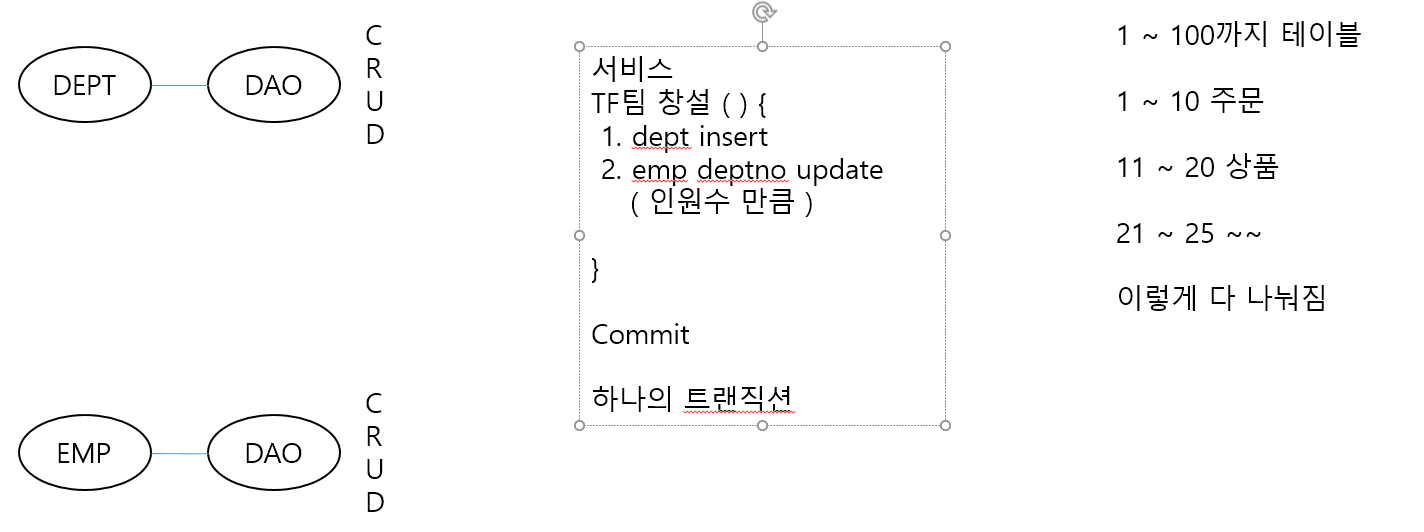 DEPT
DAO
C
R
U
D
EMP
DAO
C
R
U
D
서비스
TF팀 창설 ( ) {
1. dept insert
2. emp deptno update
( 인원수 만큼 )
}
Commit
하나의 트랜직션
1 ~ 100까지 테이블
1 ~ 10 주문
11 ~ 20 상품
21 ~ 25 ~~
이렇게 다 나눠짐